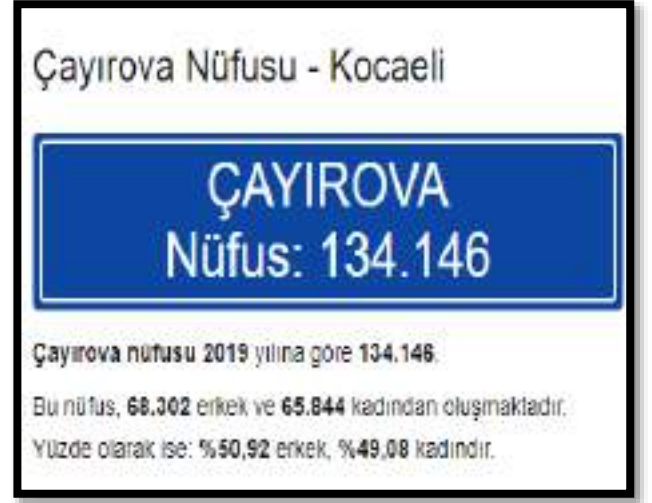 Çayırova Nüfusu - Kocaeli
ÇAYIROVA
Nüfus: 134.146
Çayırova nüfusu 2019 yılına göre 134.146.
Bu nüfus, 68.302 erkek ve 65.844 kadından oluşmaktadır.
Yüzde olarak ise: %50,92 erkek, %49,08 kadındır.